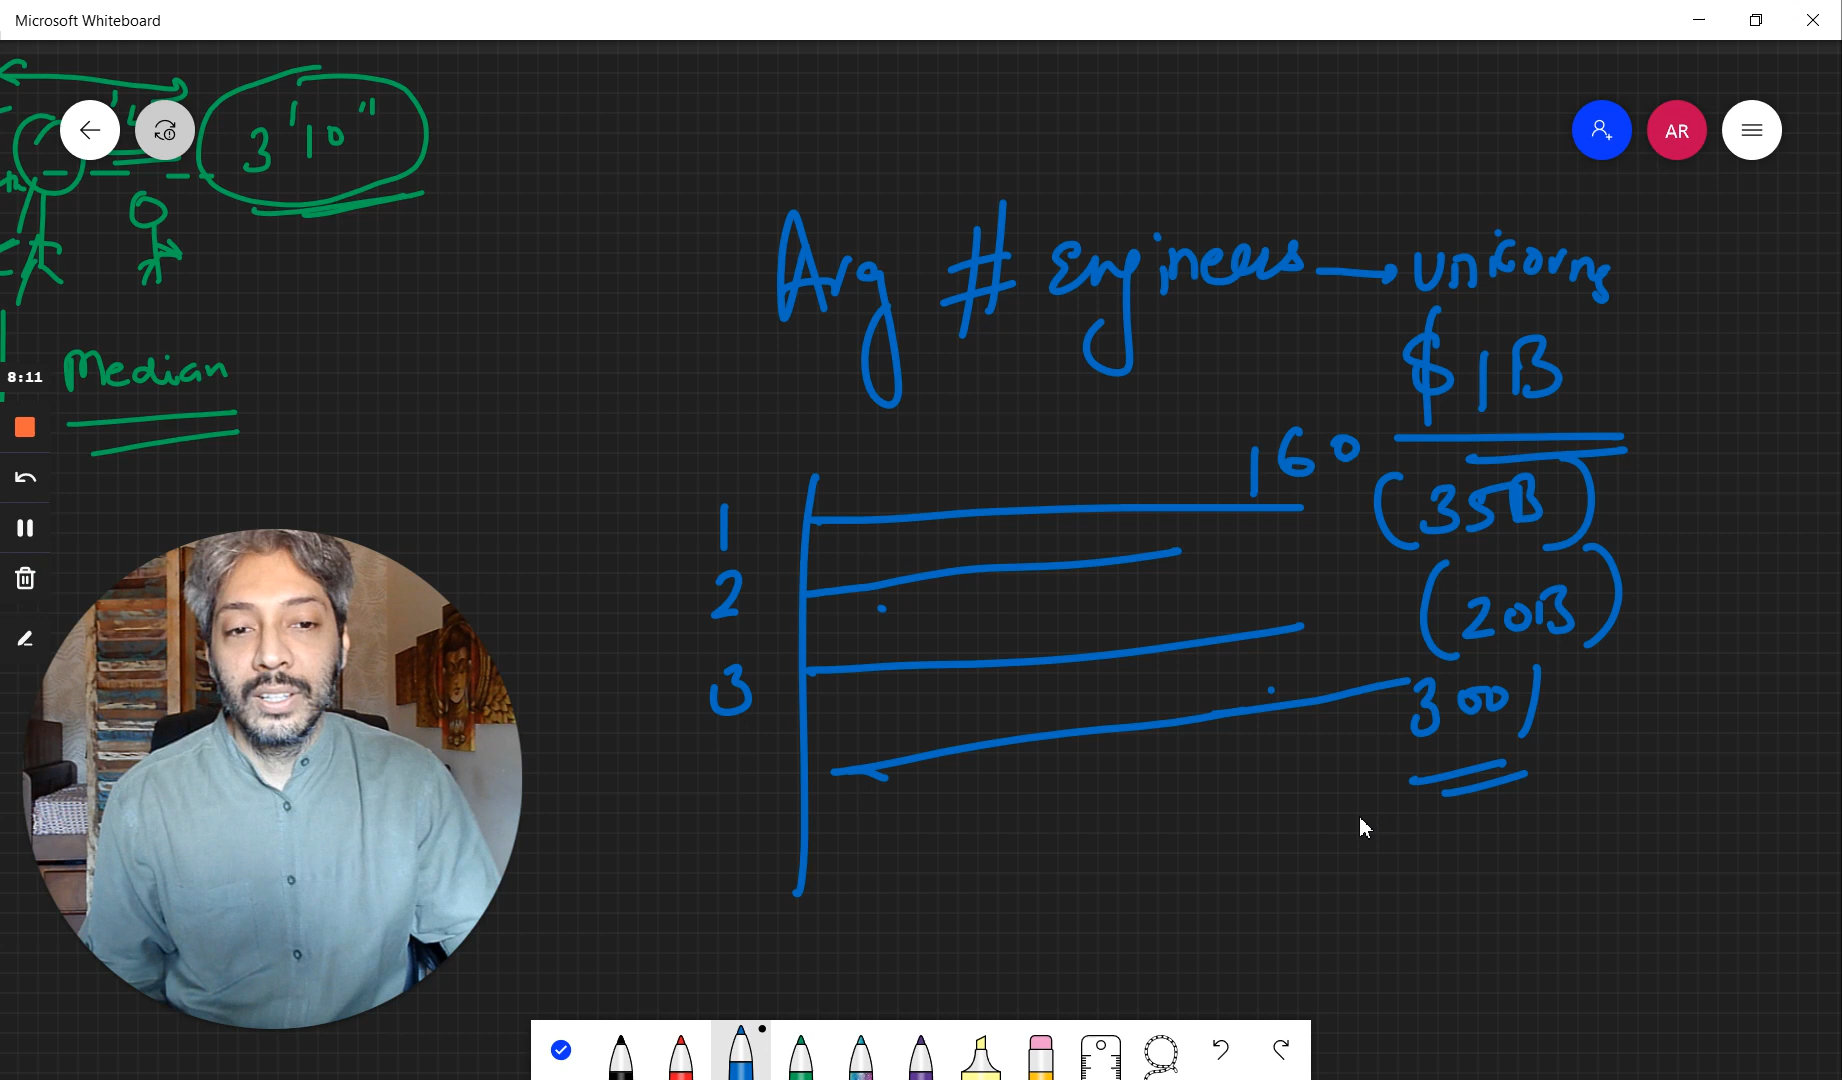 Microsoft Whiteboard
3'10"
AR
Avg # Engineers → unicorns
$1B
8:11
Median
160
(35B)
1
2
(20B)
3
300)